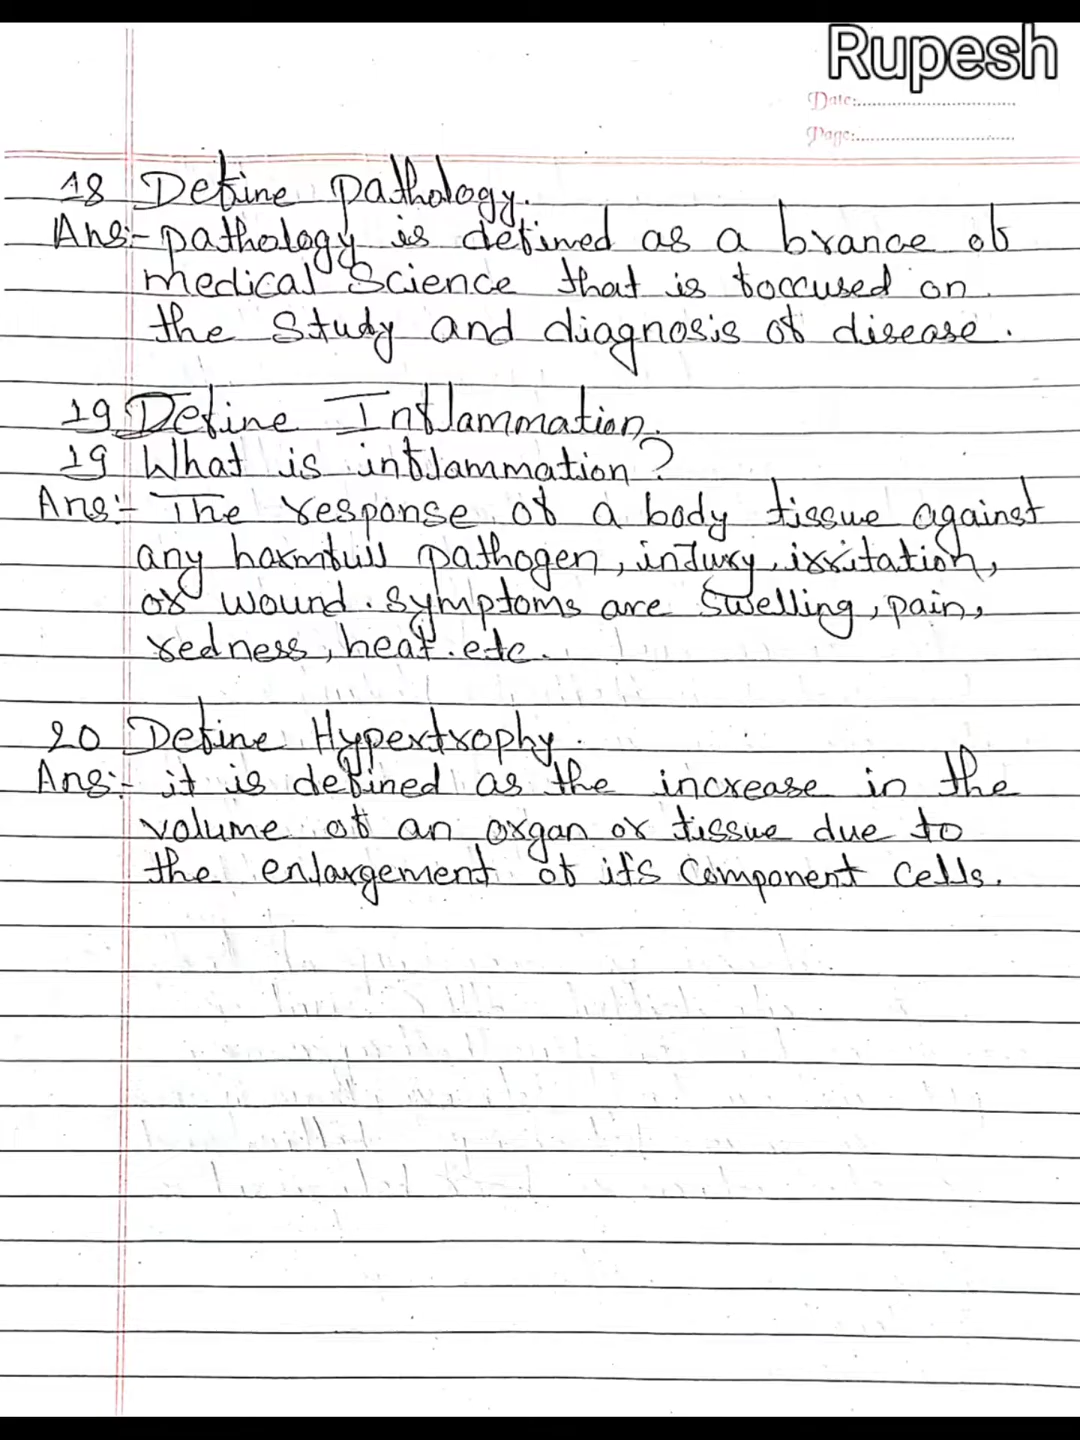 Rupesh
Date:
Page:
18 Define pathology.
Ans:- pathology is defined as a brance of
medical Science that is foccused on
the Study and diagnosis of disease.
19 Define Inflammation.
19 What is inflammation?
Ans:- The response of a body tissue against
any harmfull pathogen, injury, irritation,
or wound. symptoms are swelling, pain,
redness, heat. etc.
20 Define Hypertrophy.
Ans:- it is defined as the increase in the
volume of an organ or tissue due to
the enlargement of it's component cells.